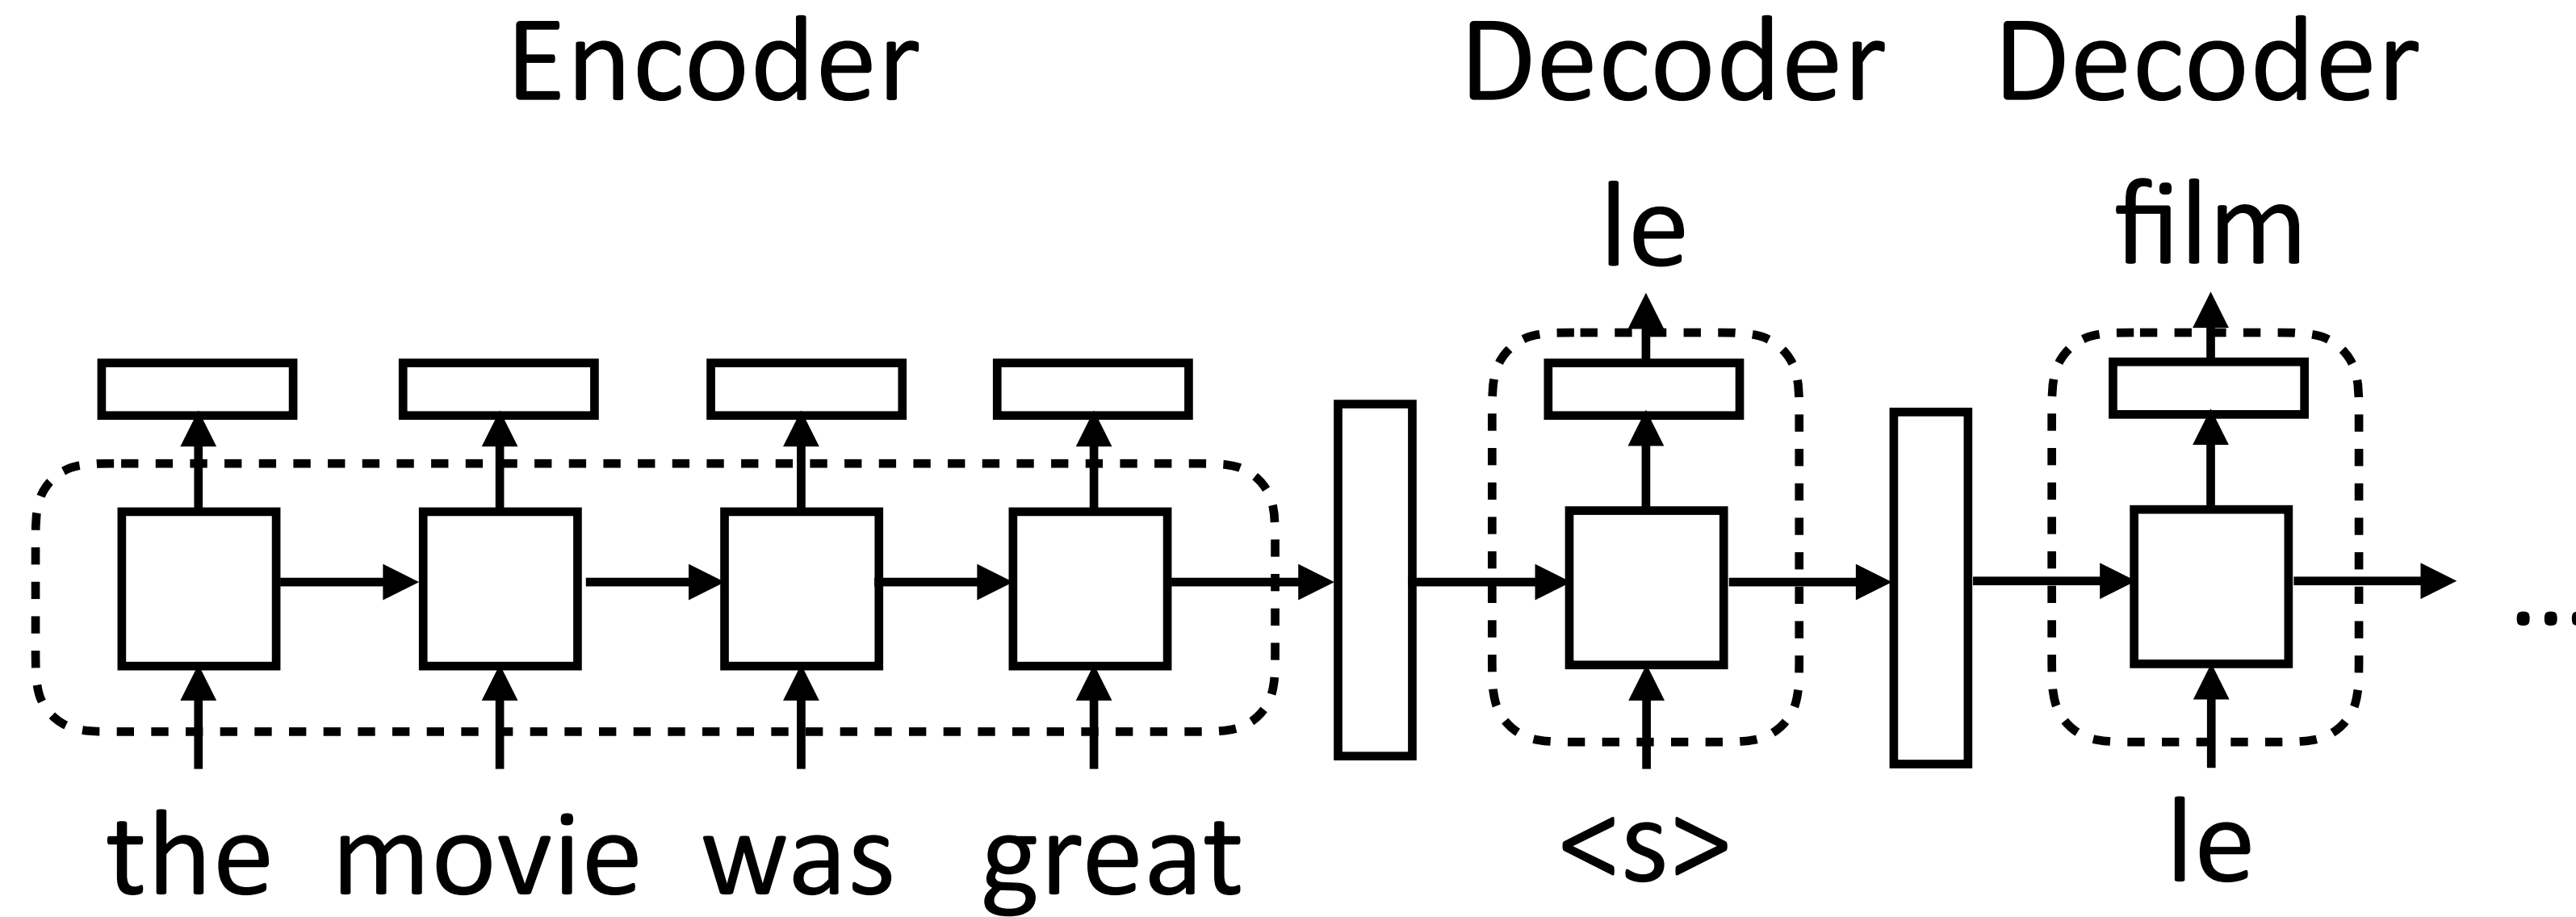 Encoder Decoder Decoder
le film
the movie was great <s> le
...